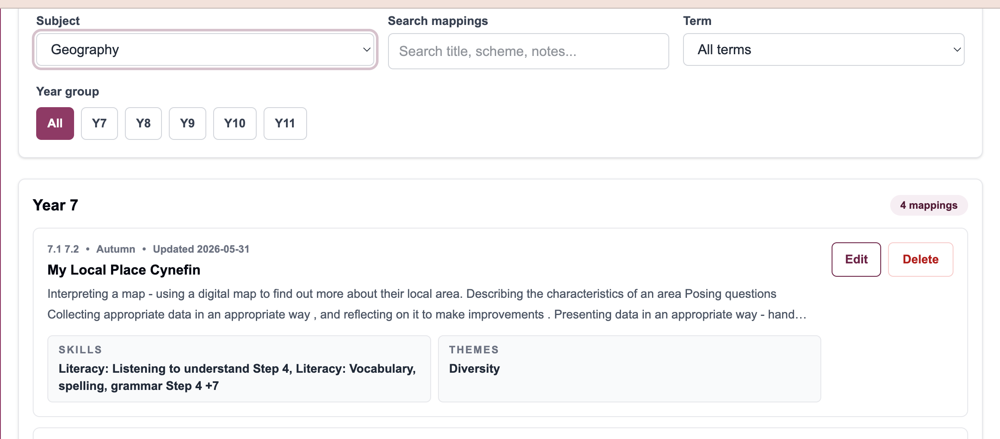 Subject
Search mappings
Term
Geography
Search title, scheme, notes...
All terms
Year group
All
Y7
Y8
Y9
Y10
Y11
Year 7
4 mappings
7.1 7.2 • Autumn • Updated 2026-05-31
Edit
Delete
My Local Place Cynefin
Interpreting a map - using a digital map to find out more about their local area. Describing the characteristics of an area Posing questions
Collecting appropriate data in an appropriate way , and reflecting on it to make improvements . Presenting data in an appropriate way - hand…
SKILLS
Literacy: Listening to understand Step 4, Literacy: Vocabulary,
spelling, grammar Step 4 +7
THEMES
Diversity